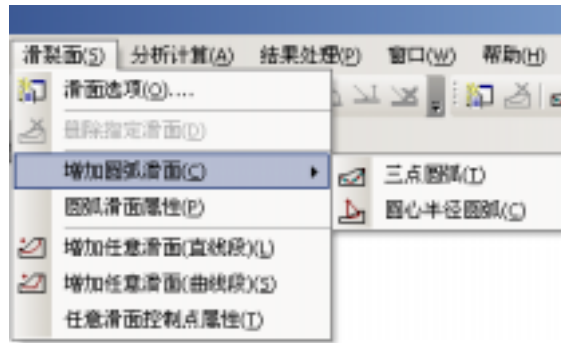 滑裂面(S) 分析计算(A) 结果处理(P) 窗口(W) 帮助(H)
滑面选项(O)....
删除指定滑面(D)
增加圆弧滑面(C)
三点圆弧(T)
圆弧滑面属性(P)
圆心半径圆弧(C)
增加任意滑面(直线段)(L)
增加任意滑面(曲线段)(S)
任意滑面控制点属性(T)